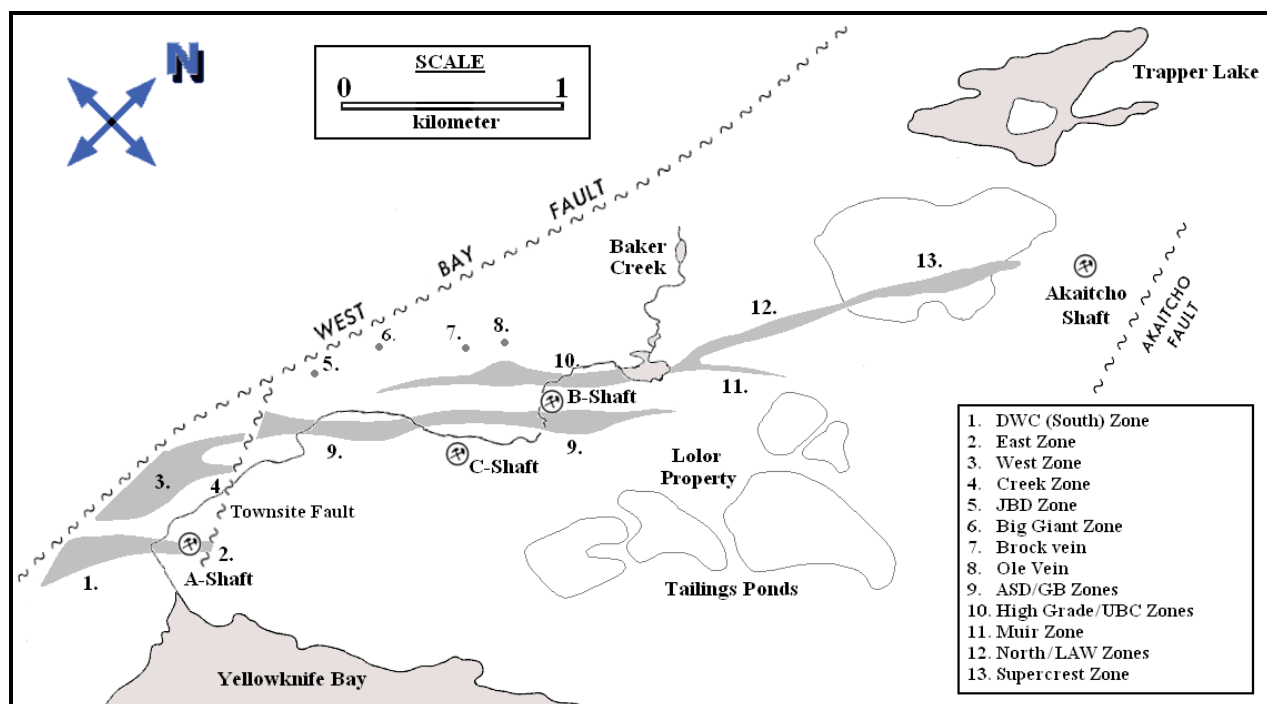 N
SCALE
0 1
kilometer
Trapper Lake
WEST BAY FAULT
Baker
Creek
13.
12.
Akaitcho
Shaft
AKAITCHO
FAULT
5.
6.
7.
8.
10.
11.
B-Shaft
9.
C-Shaft
9.
3.
4.
Lolor
Property
Townsite Fault
2.
A-Shaft
1.
Tailings Ponds
Yellowknife Bay
1. DWC (South) Zone
2. East Zone
3. West Zone
4. Creek Zone
5. JBD Zone
6. Big Giant Zone
7. Brock vein
8. Ole Vein
9. ASD/GB Zones
10. High Grade/UBC Zones
11. Muir Zone
12. North/LAW Zones
13. Supercrest Zone